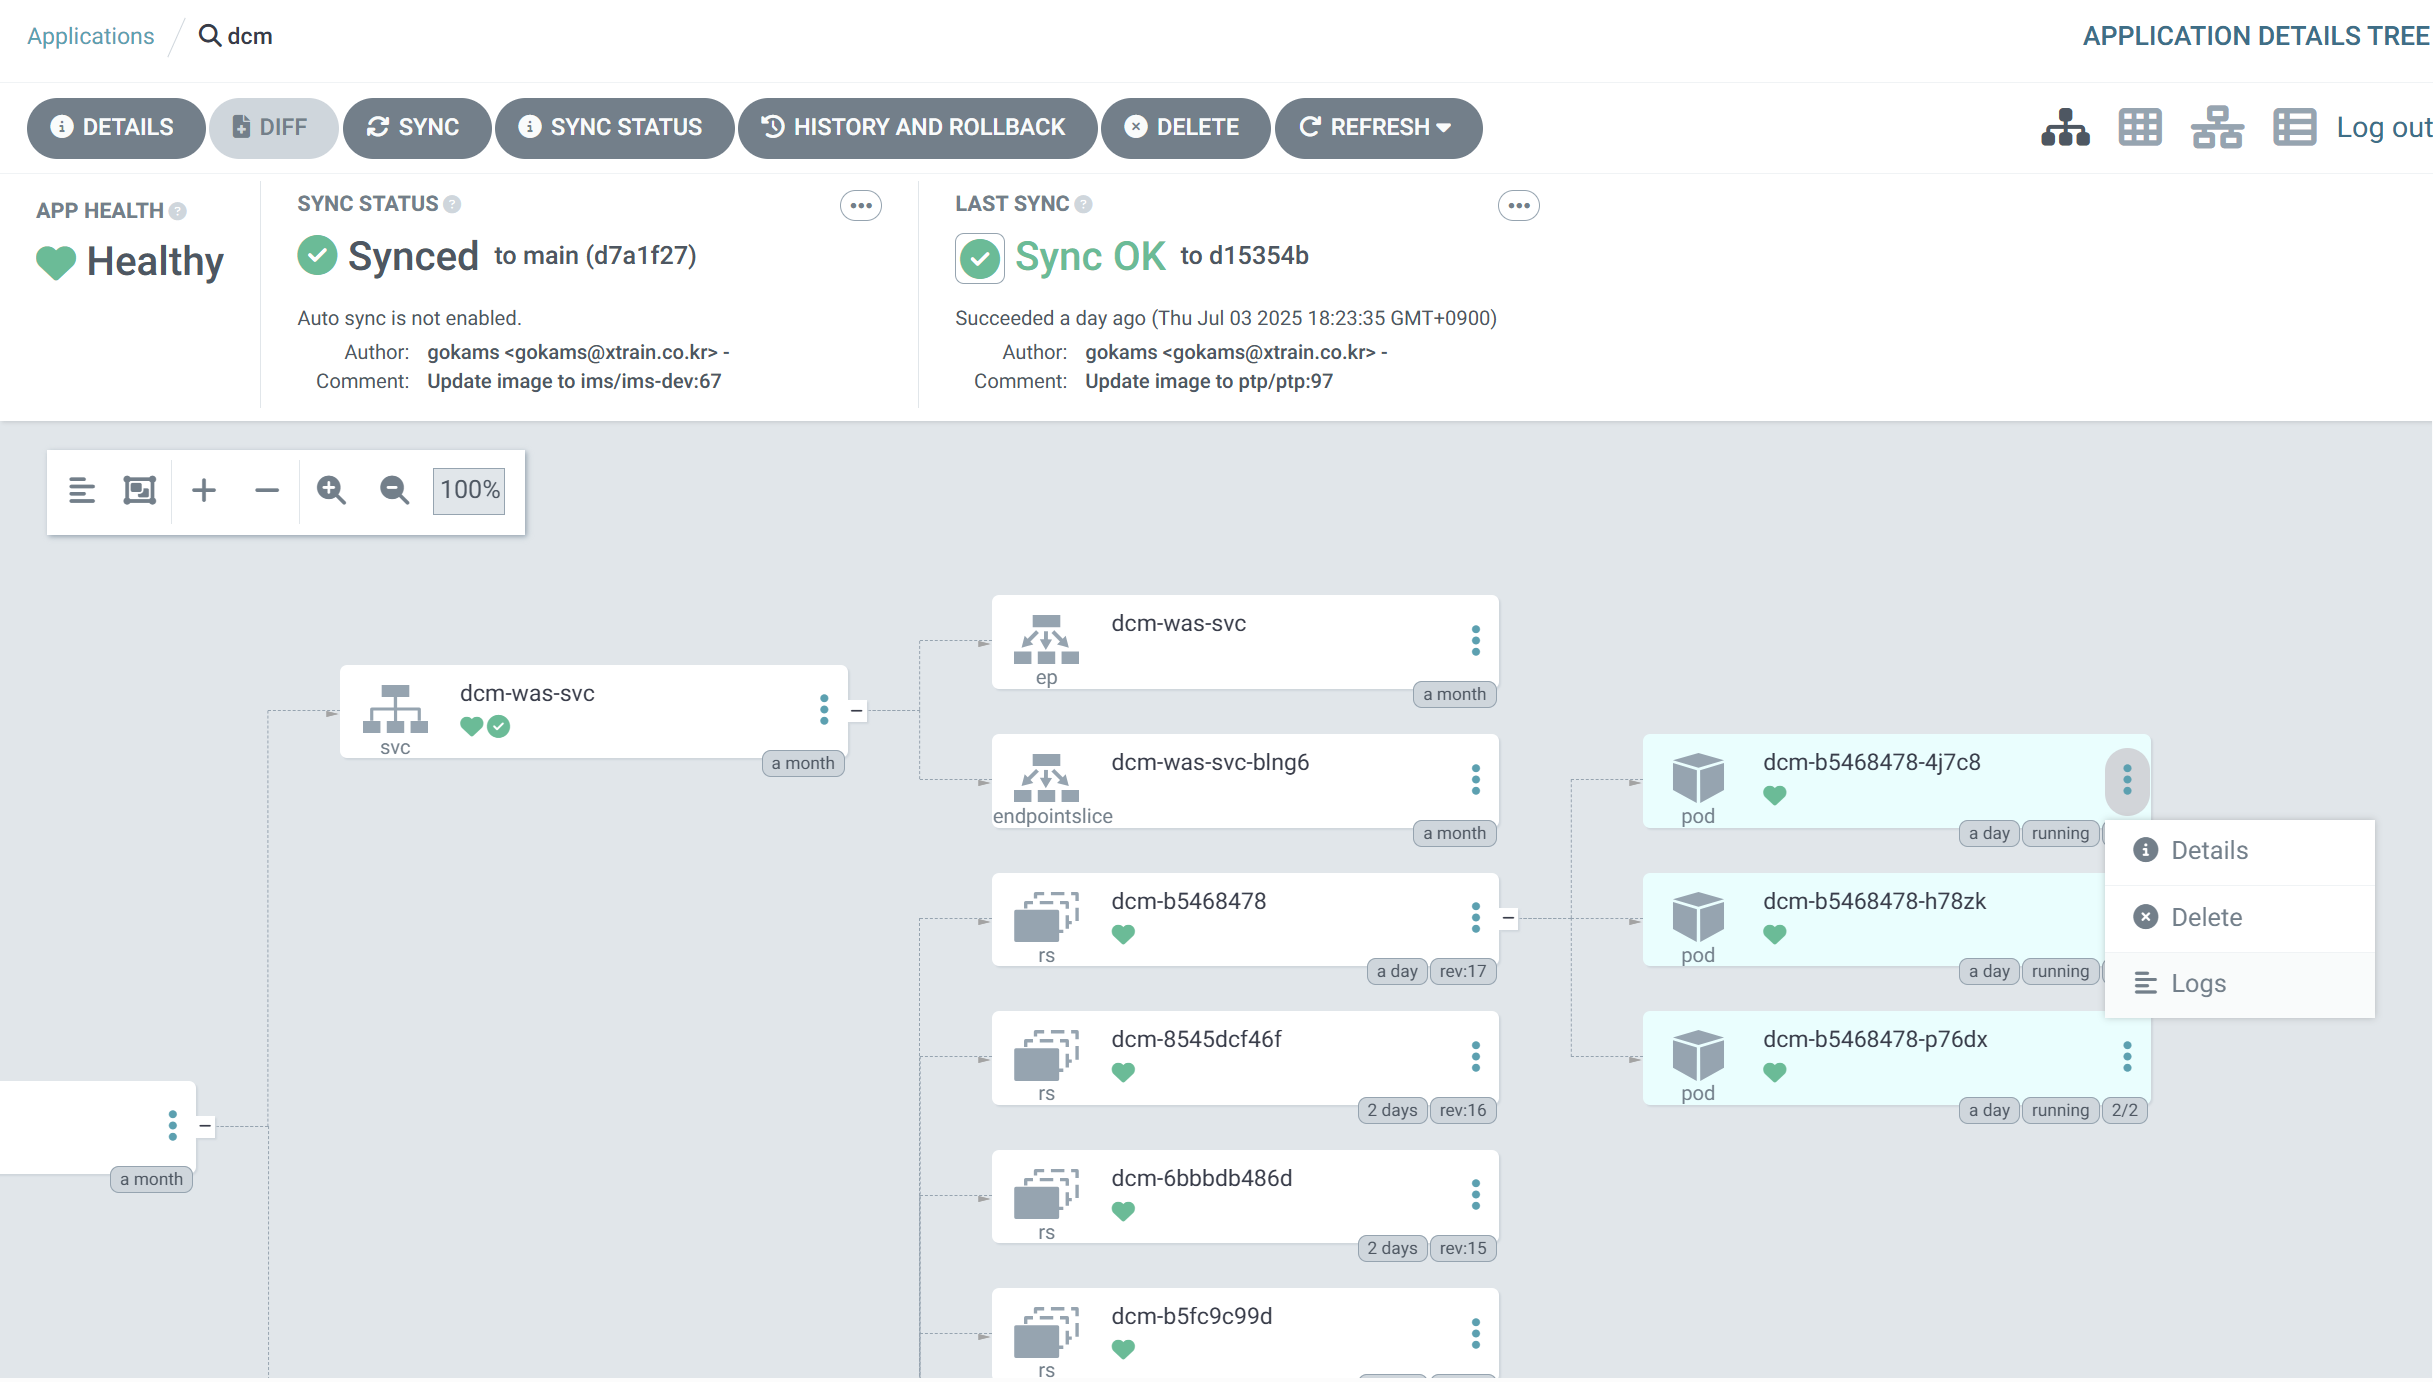 Applications
dcm
APPLICATION DETAILS TREE
DETAILS
DIFF
SYNC
SYNC STATUS
HISTORY AND ROLLBACK
DELETE
REFRESH
Log out
APP HEALTH
Healthy
SYNC STATUS
Synced to main (d7a1f27)
Auto sync is not enabled.
Author: gokams <gokams@xtrain.co.kr> -
Comment: Update image to ims/ims-dev:67
LAST SYNC
Sync OK to d15354b
Succeeded a day ago (Thu Jul 03 2025 18:23:35 GMT+0900)
Author: gokams <gokams@xtrain.co.kr> -
Comment: Update image to ptp/ptp:97
100%
a month
dcm-was-svc
svc
a month
dcm-was-svc
ep
a month
dcm-was-svc-blng6
endpointslice
a month
dcm-b5468478
rs
a day rev:17
dcm-8545dcf46f
rs
2 days rev:16
dcm-6bbbdb486d
rs
2 days rev:15
dcm-b5fc9c99d
rs
dcm-b5468478-4j7c8
pod
a day running
dcm-b5468478-h78zk
pod
a day running
dcm-b5468478-p76dx
pod
a day running 2/2
Details
Delete
Logs